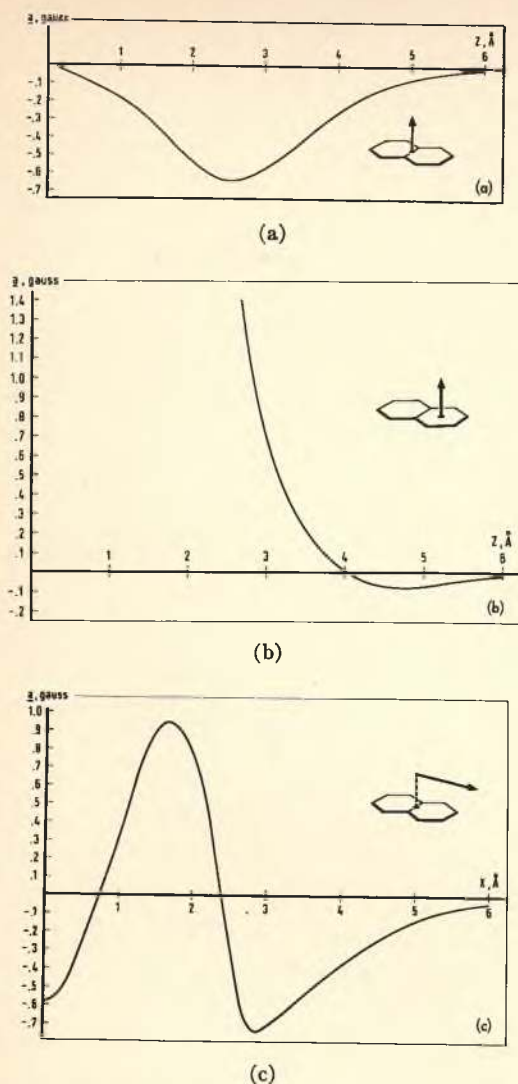 a, gauss
Z, Å
1 2 3 4 5 6
-.1
-.2
-.3
-.4
-.5
-.6
-.7
(a)
(a)
a, gauss
1.4
1.3
1.2
1.1
1.0
.9
.8
.7
.6
.5
.4
.3
.2
.1
Z, Å
1 2 3 4 5 6
-.1
-.2
(b)
(b)
a, gauss
1.0
.9
.8
.7
.6
.5
.4
.3
.2
.1
X, Å
1 2 3 4 5 6
-.1
-.2
-.3
-.4
-.5
-.6
-.7
(c)
(c)